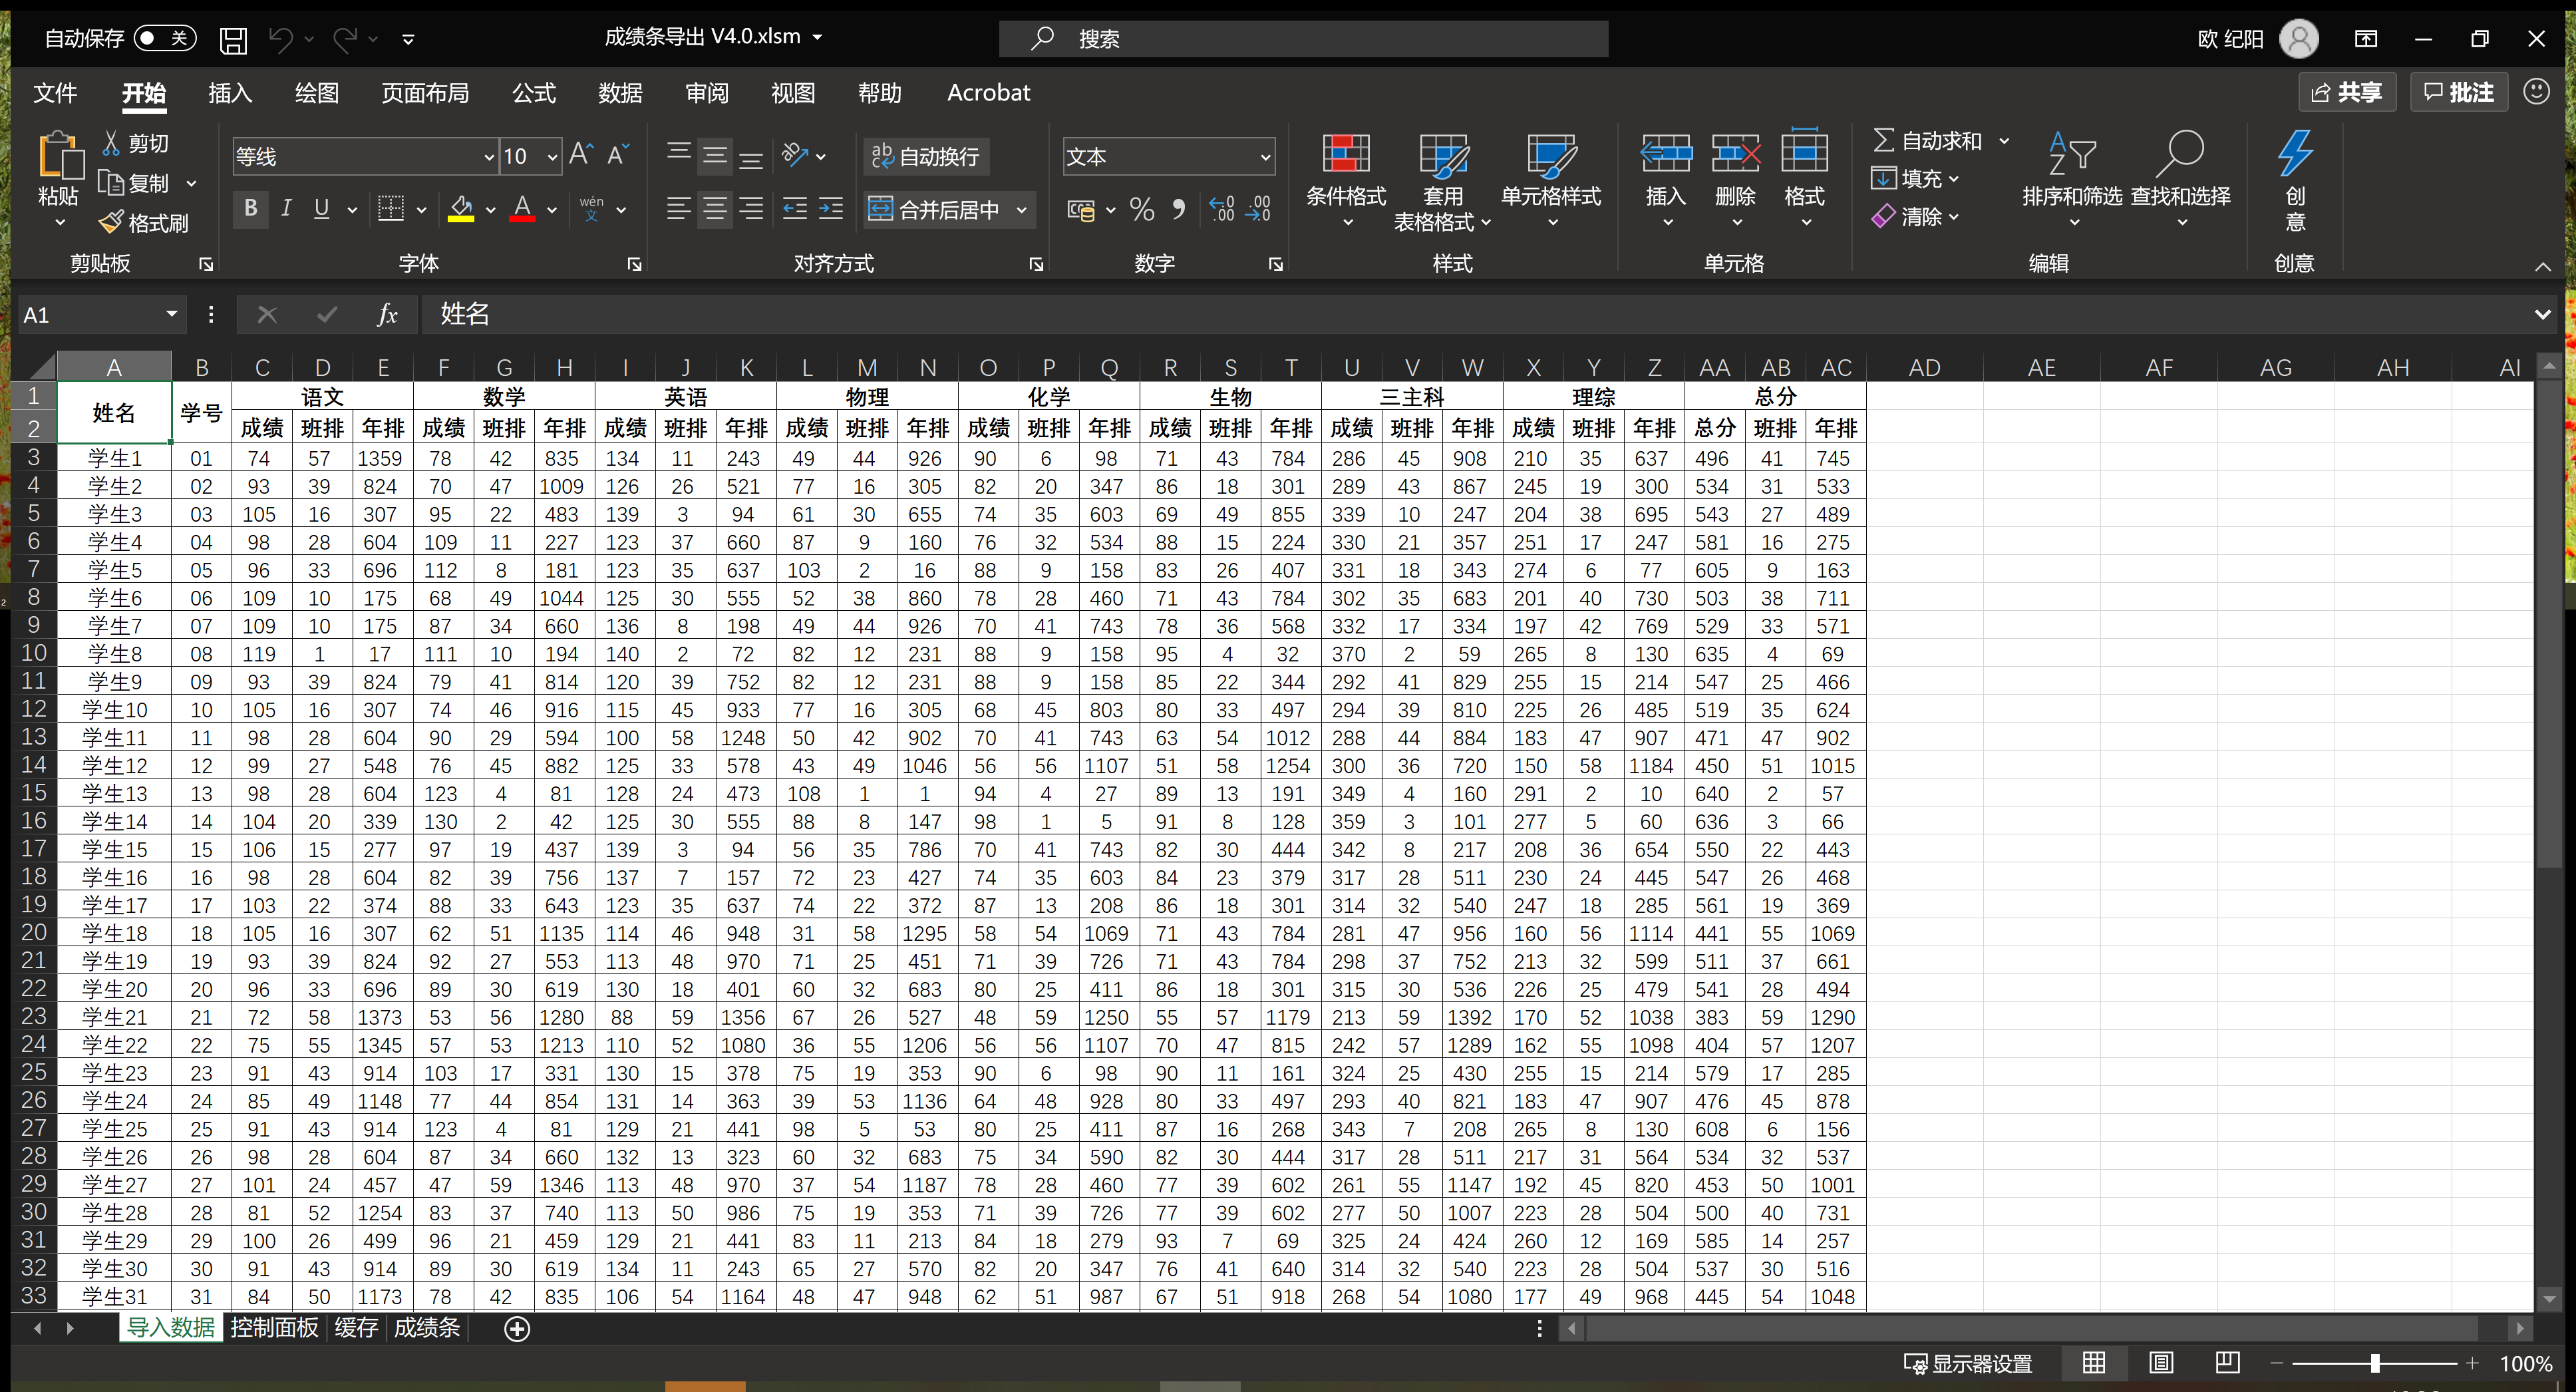 自动保存 关 成绩条导出 V4.0.xlsm 搜索 欧 纪阳
文件 开始 插入 绘图 页面布局 公式 数据 审阅 视图 帮助 Acrobat 共享 批注
粘贴 剪切 复制 格式刷 剪贴板
等线 10 A A B I U A wén 文 字体
ab 自动换行 合并后居中 对齐方式
文本 % 数字
条件格式 套用 表格格式 单元格样式 样式
插入 删除 格式 单元格
自动求和 填充 清除 排序和筛选 查找和选择 编辑
创意 创意
A1 fx 姓名
A B C D E F G H I J K L M N O P Q R S T U V W X Y Z AA AB AC AD AE AF AG AH AI
1 姓名 学号 语文 数学 英语 物理 化学 生物 三主科 理综 总分
2 成绩 班排 年排 成绩 班排 年排 成绩 班排 年排 成绩 班排 年排 成绩 班排 年排 成绩 班排 年排 成绩 班排 年排 成绩 班排 年排 总分 班排 年排
3 学生1 01 74 57 1359 78 42 835 134 11 243 49 44 926 90 6 98 71 43 784 286 45 908 210 35 637 496 41 745
4 学生2 02 93 39 824 70 47 1009 126 26 521 77 16 305 82 20 347 86 18 301 289 43 867 245 19 300 534 31 533
5 学生3 03 105 16 307 95 22 483 139 3 94 61 30 655 74 35 603 69 49 855 339 10 247 204 38 695 543 27 489
6 学生4 04 98 28 604 109 11 227 123 37 660 87 9 160 76 32 534 88 15 224 330 21 357 251 17 247 581 16 275
7 学生5 05 96 33 696 112 8 181 123 35 637 103 2 16 88 9 158 83 26 407 331 18 343 274 6 77 605 9 163
8 学生6 06 109 10 175 68 49 1044 125 30 555 52 38 860 78 28 460 71 43 784 302 35 683 201 40 730 503 38 711
9 学生7 07 109 10 175 87 34 660 136 8 198 49 44 926 70 41 743 78 36 568 332 17 334 197 42 769 529 33 571
10 学生8 08 119 1 17 111 10 194 140 2 72 82 12 231 88 9 158 95 4 32 370 2 59 265 8 130 635 4 69
11 学生9 09 93 39 824 79 41 814 120 39 752 82 12 231 88 9 158 85 22 344 292 41 829 255 15 214 547 25 466
12 学生10 10 105 16 307 74 46 916 115 45 933 77 16 305 68 45 803 80 33 497 294 39 810 225 26 485 519 35 624
13 学生11 11 98 28 604 90 29 594 100 58 1248 50 42 902 70 41 743 63 54 1012 288 44 884 183 47 907 471 47 902
14 学生12 12 99 27 548 76 45 882 125 33 578 43 49 1046 56 56 1107 51 58 1254 300 36 720 150 58 1184 450 51 1015
15 学生13 13 98 28 604 123 4 81 128 24 473 108 1 1 94 4 27 89 13 191 349 4 160 291 2 10 640 2 57
16 学生14 14 104 20 339 130 2 42 125 30 555 88 8 147 98 1 5 91 8 128 359 3 101 277 5 60 636 3 66
17 学生15 15 106 15 277 97 19 437 139 3 94 56 35 786 70 41 743 82 30 444 342 8 217 208 36 654 550 22 443
18 学生16 16 98 28 604 82 39 756 137 7 157 72 23 427 74 35 603 84 23 379 317 28 511 230 24 445 547 26 468
19 学生17 17 103 22 374 88 33 643 123 35 637 74 22 372 87 13 208 86 18 301 314 32 540 247 18 285 561 19 369
20 学生18 18 105 16 307 62 51 1135 114 46 948 31 58 1295 58 54 1069 71 43 784 281 47 956 160 56 1114 441 55 1069
21 学生19 19 93 39 824 92 27 553 113 48 970 71 25 451 71 39 726 71 43 784 298 37 752 213 32 599 511 37 661
22 学生20 20 96 33 696 89 30 619 130 18 401 60 32 683 80 25 411 86 18 301 315 30 536 226 25 479 541 28 494
23 学生21 21 72 58 1373 53 56 1280 88 59 1356 67 26 527 48 59 1250 55 57 1179 213 59 1392 170 52 1038 383 59 1290
24 学生22 22 75 55 1345 57 53 1213 110 52 1080 36 55 1206 56 56 1107 70 47 815 242 57 1289 162 55 1098 404 57 1207
25 学生23 23 91 43 914 103 17 331 130 15 378 75 19 353 90 6 98 90 11 161 324 25 430 255 15 214 579 17 285
26 学生24 24 85 49 1148 77 44 854 131 14 363 39 53 1136 64 48 928 80 33 497 293 40 821 183 47 907 476 45 878
27 学生25 25 91 43 914 123 4 81 129 21 441 98 5 53 80 25 411 87 16 268 343 7 208 265 8 130 608 6 156
28 学生26 26 98 28 604 87 34 660 132 13 323 60 32 683 75 34 590 82 30 444 317 28 511 217 31 564 534 32 537
29 学生27 27 101 24 457 47 59 1346 113 48 970 37 54 1187 78 28 460 77 39 602 261 55 1147 192 45 820 453 50 1001
30 学生28 28 81 52 1254 83 37 740 113 50 986 75 19 353 71 39 726 77 39 602 277 50 1007 223 28 504 500 40 731
31 学生29 29 100 26 499 96 21 459 129 21 441 83 11 213 84 18 279 93 7 69 325 24 424 260 12 169 585 14 257
32 学生30 30 91 43 914 89 30 619 134 11 243 65 27 570 82 20 347 76 41 640 314 32 540 223 28 504 537 30 516
33 学生31 31 84 50 1173 78 42 835 106 54 1164 48 47 948 62 51 987 67 51 918 268 54 1080 177 49 968 445 54 1048
导入数据 控制面板 缓存 成绩条
显示器设置 100%